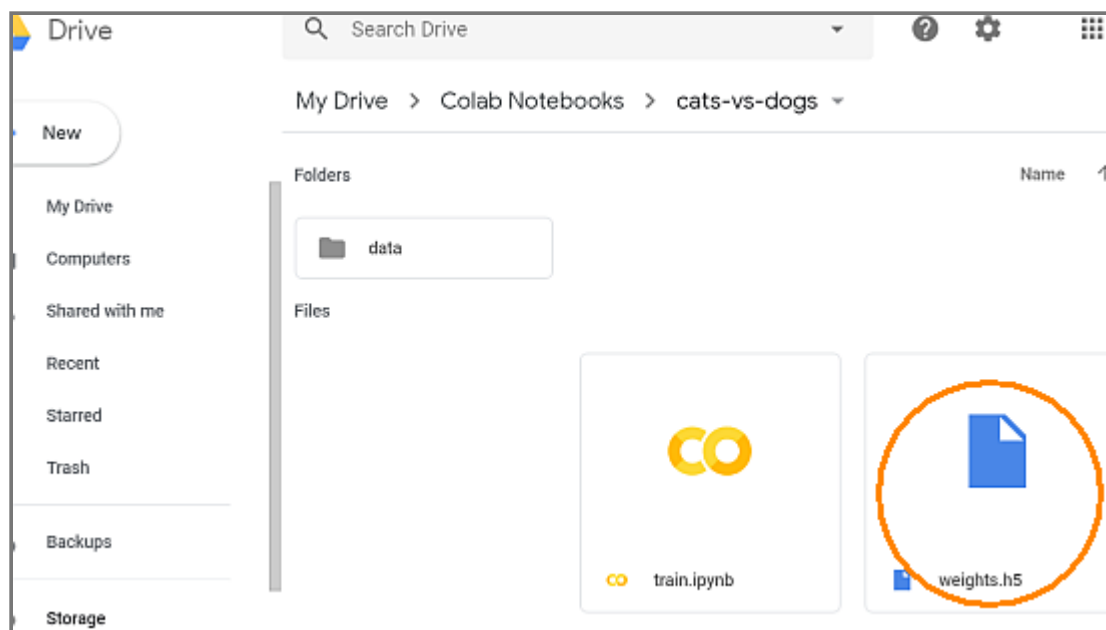 Drive
Search Drive
My Drive > Colab Notebooks > cats-vs-dogs
New
Folders
Name
My Drive
data
Computers
Shared with me
Files
Recent
Starred
Trash
Backups
train.ipynb
weights.h5
Storage